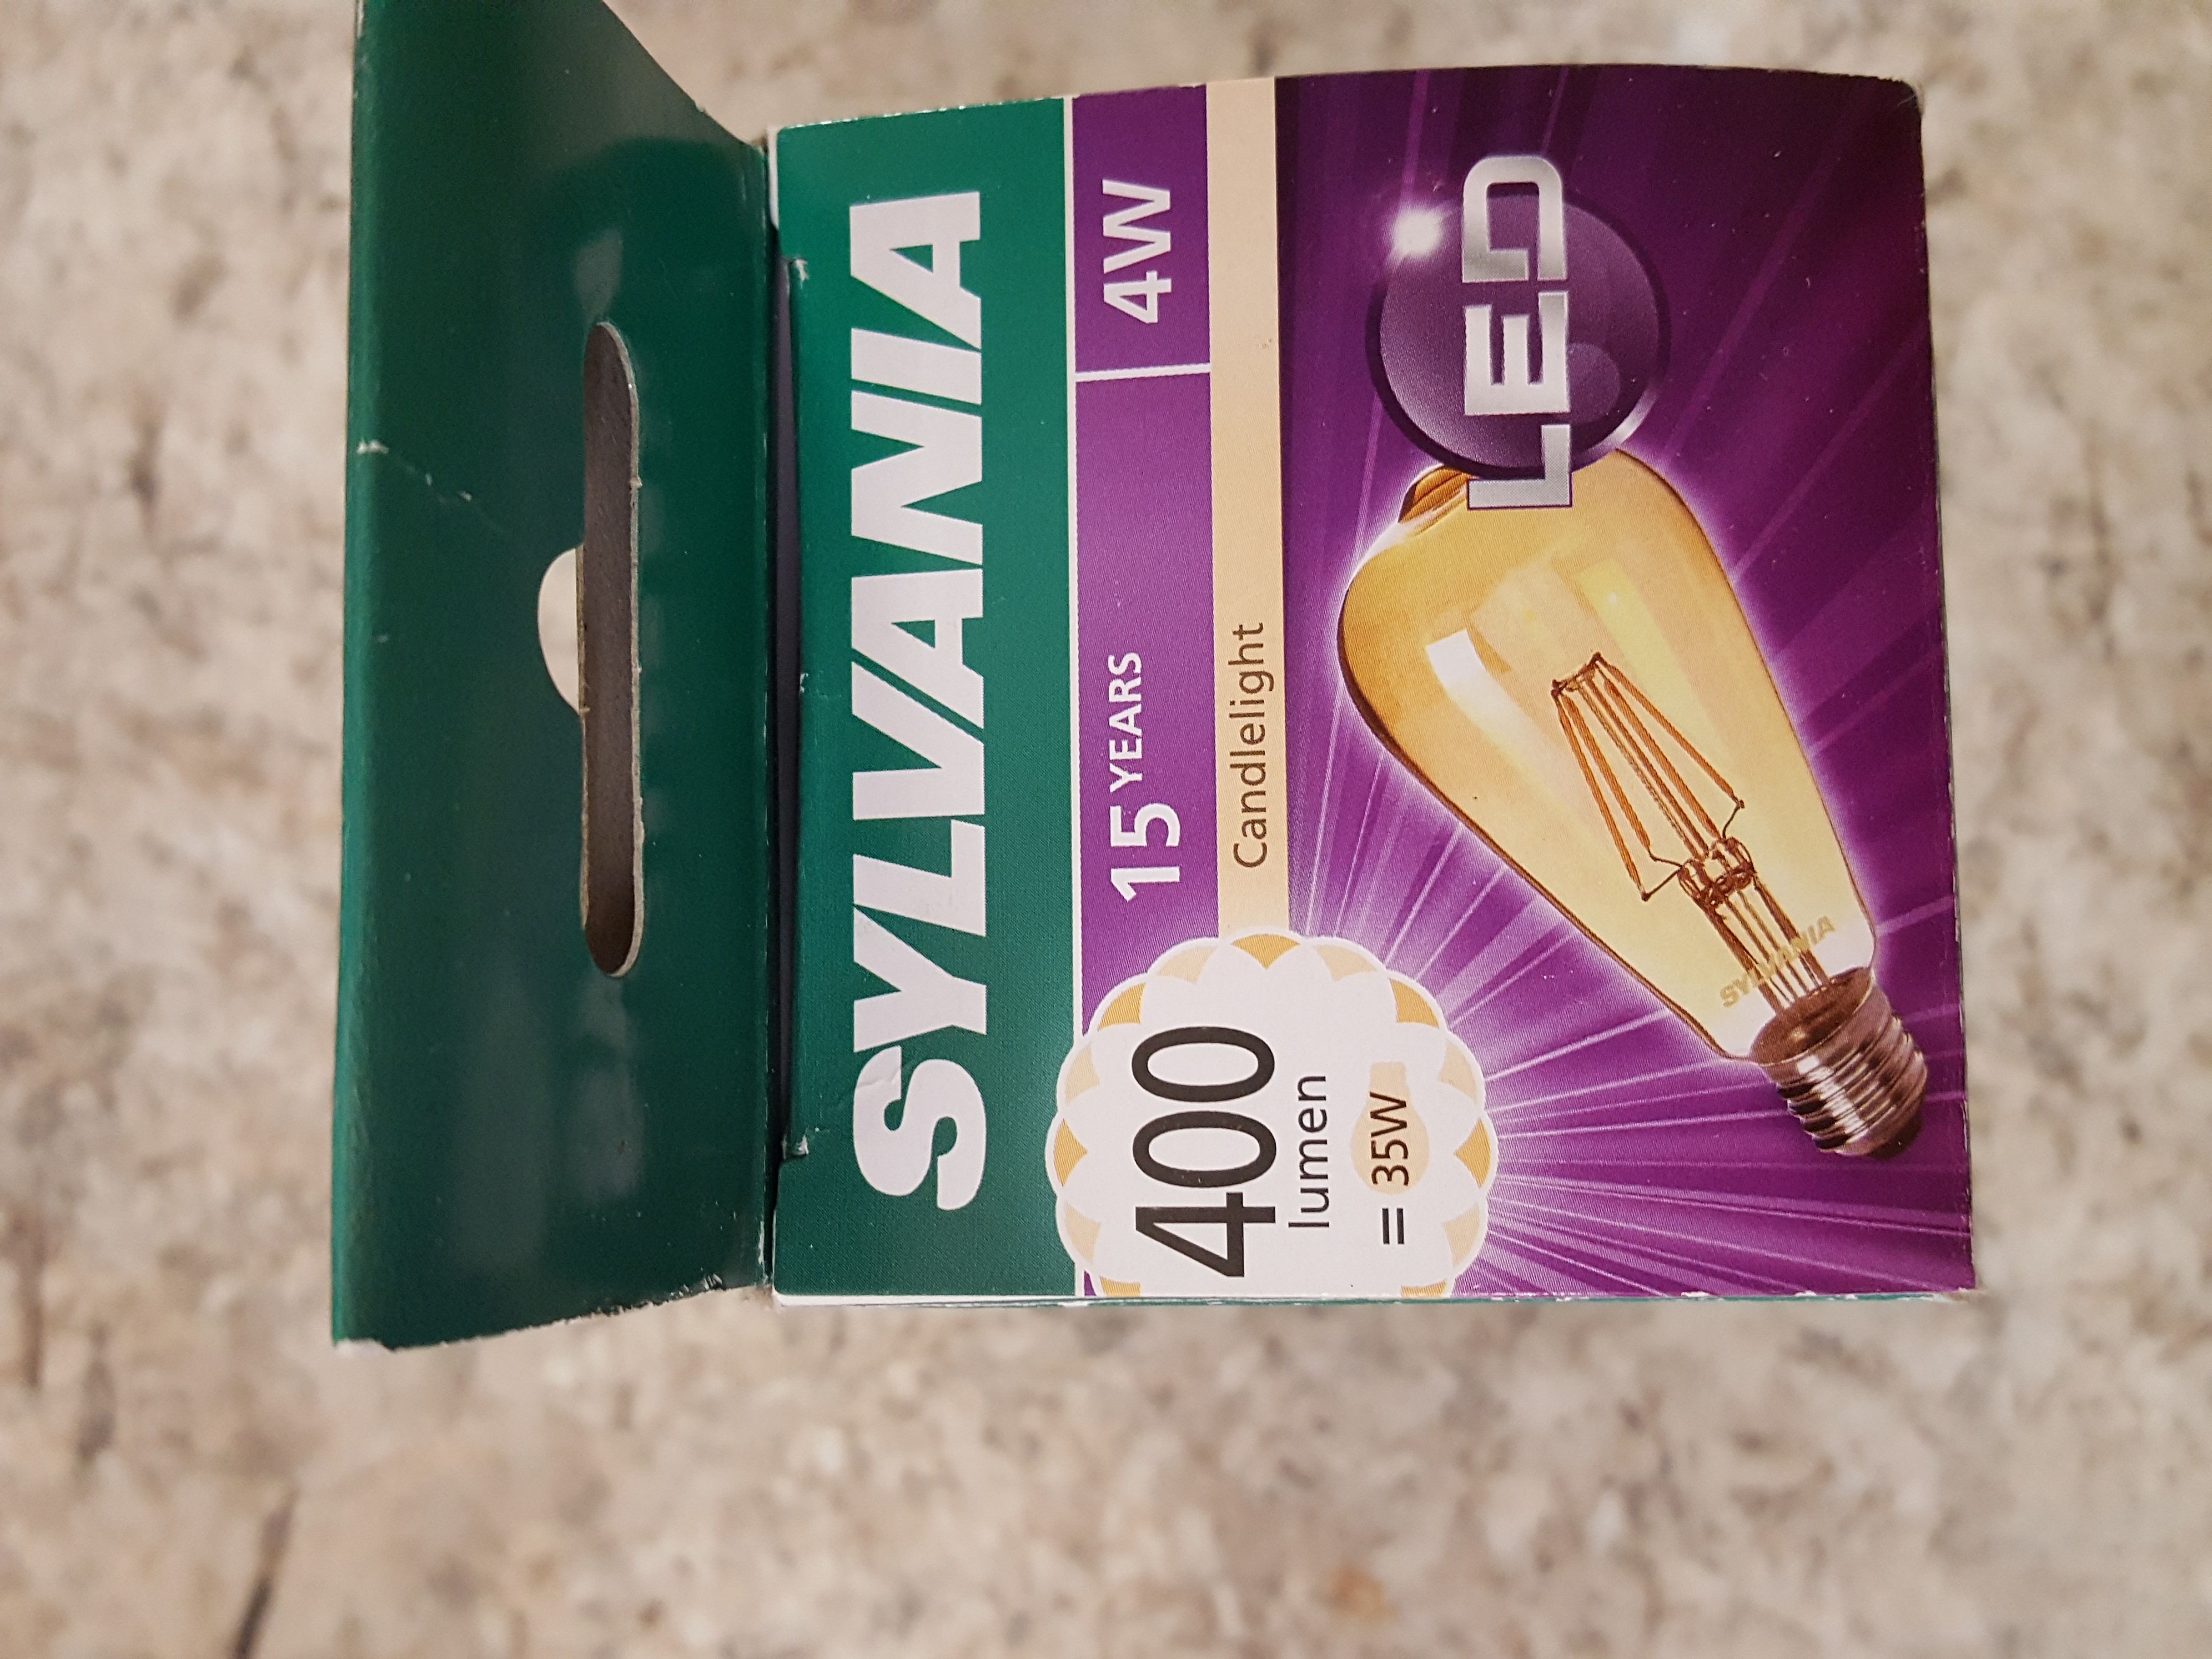 SYLVANIA
15 YEARS 4W
Candlelight
400
lumen
= 35W
LED
SYLVANIA